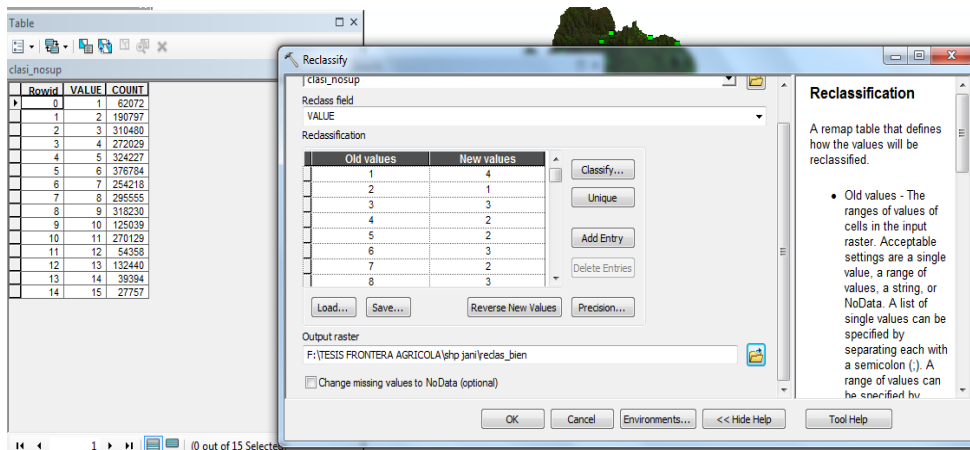 Table
clasi_nosup
Rowid VALUE COUNT
0 1 62072
1 2 190797
2 3 310480
3 4 272029
4 5 324227
5 6 376784
6 7 254218
7 8 295555
8 9 318230
9 10 125039
10 11 270129
11 12 54358
12 13 132440
13 14 39394
14 15 27757
1
(0 out of 15 Selected)
Reclassify
clasi_nosup
Reclass field
VALUE
Reclassification
Old values New values
1 4
2 1
3 3
4 2
5 2
6 3
7 2
8 3
Classify...
Unique
Add Entry
Delete Entries
Load... Save... Reverse New Values Precision...
Output raster
F:\TESIS FRONTERA AGRICOLA\shp jani\reclas_bien
Change missing values to NoData (optional)
OK Cancel Environments... << Hide Help Tool Help
Reclassification
A remap table that defines
how the values will be
reclassified.
• Old values - The
ranges of values of
cells in the input
raster. Acceptable
settings are a single
value, a range of
values, a string, or
NoData. A list of
single values can be
specified by
separating each with
a semicolon (;). A
range of values can
be specified by